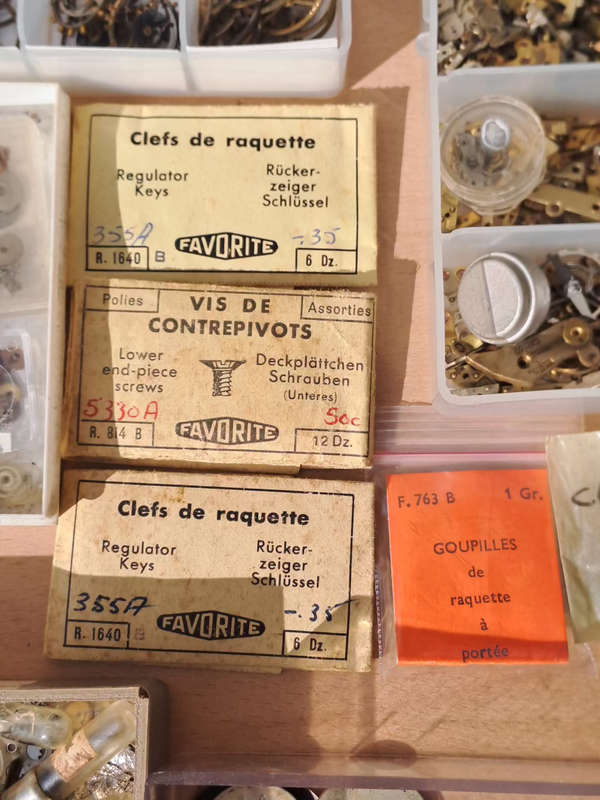 Clefs de raquette
Regulator
Keys
Rücker-
zeiger
Schlüssel
355A
FAVORITE
-.35
R. 1640 B
6 Dz.
Polies
VIS DE
CONTREPIVOTS
Assorties
Lower
end-piece
screws
Deckplättchen
Schrauben
(Unteres)
5330A
FAVORITE
50c
R. 814 B
12 Dz.
Clefs de raquette
Regulator
Keys
Rücker-
zeiger
Schlüssel
355A
FAVORITE
-.35
R. 1640 B
6 Dz.
F. 763 B 1 Gr.
GOUPILLES
de
raquette
à
portée